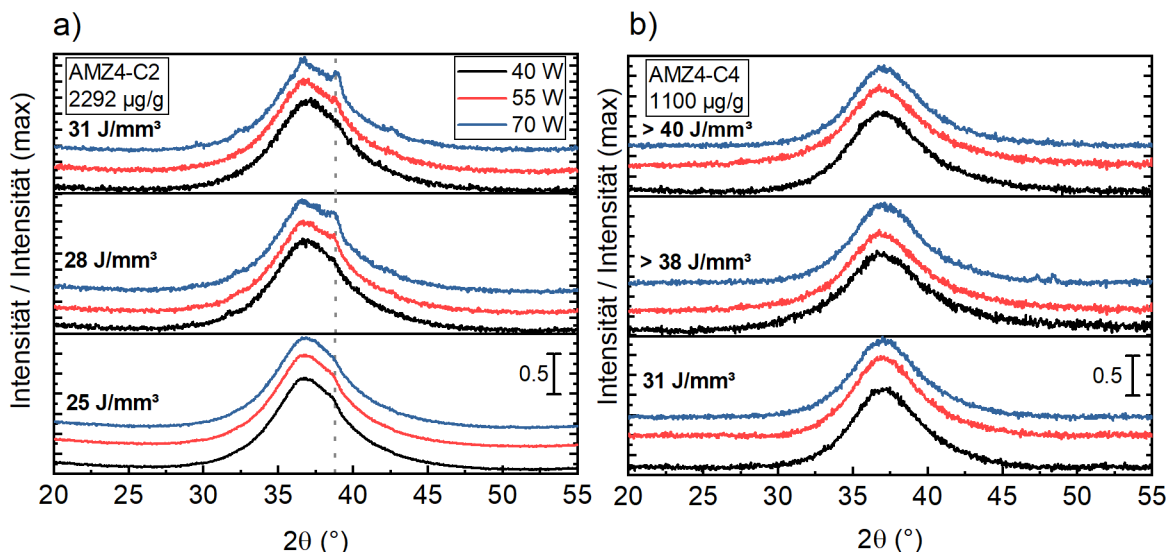 a)
AMZ4-C2
2292 µg/g
40 W
55 W
70 W
31 J/mm³
28 J/mm³
25 J/mm³
0.5
20 25 30 35 40 45 50 55
2θ (°)
Intensität / Intensität (max)
b)
AMZ4-C4
1100 µg/g
> 40 J/mm³
> 38 J/mm³
31 J/mm³
0.5
20 25 30 35 40 45 50 55
2θ (°)
Intensität / Intensität (max)